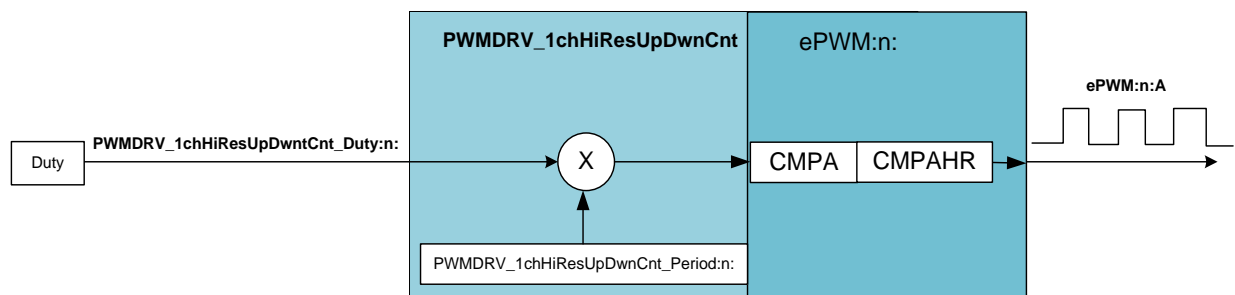 PWMDRV_1chHiResUpDwnCnt
ePWM:n:
ePWM:n:A
PWMDRV_1chHiResUpDwntCnt_Duty:n:
Duty
X
CMPA
CMPAHR
PWMDRV_1chHiResUpDwnCnt_Period:n: